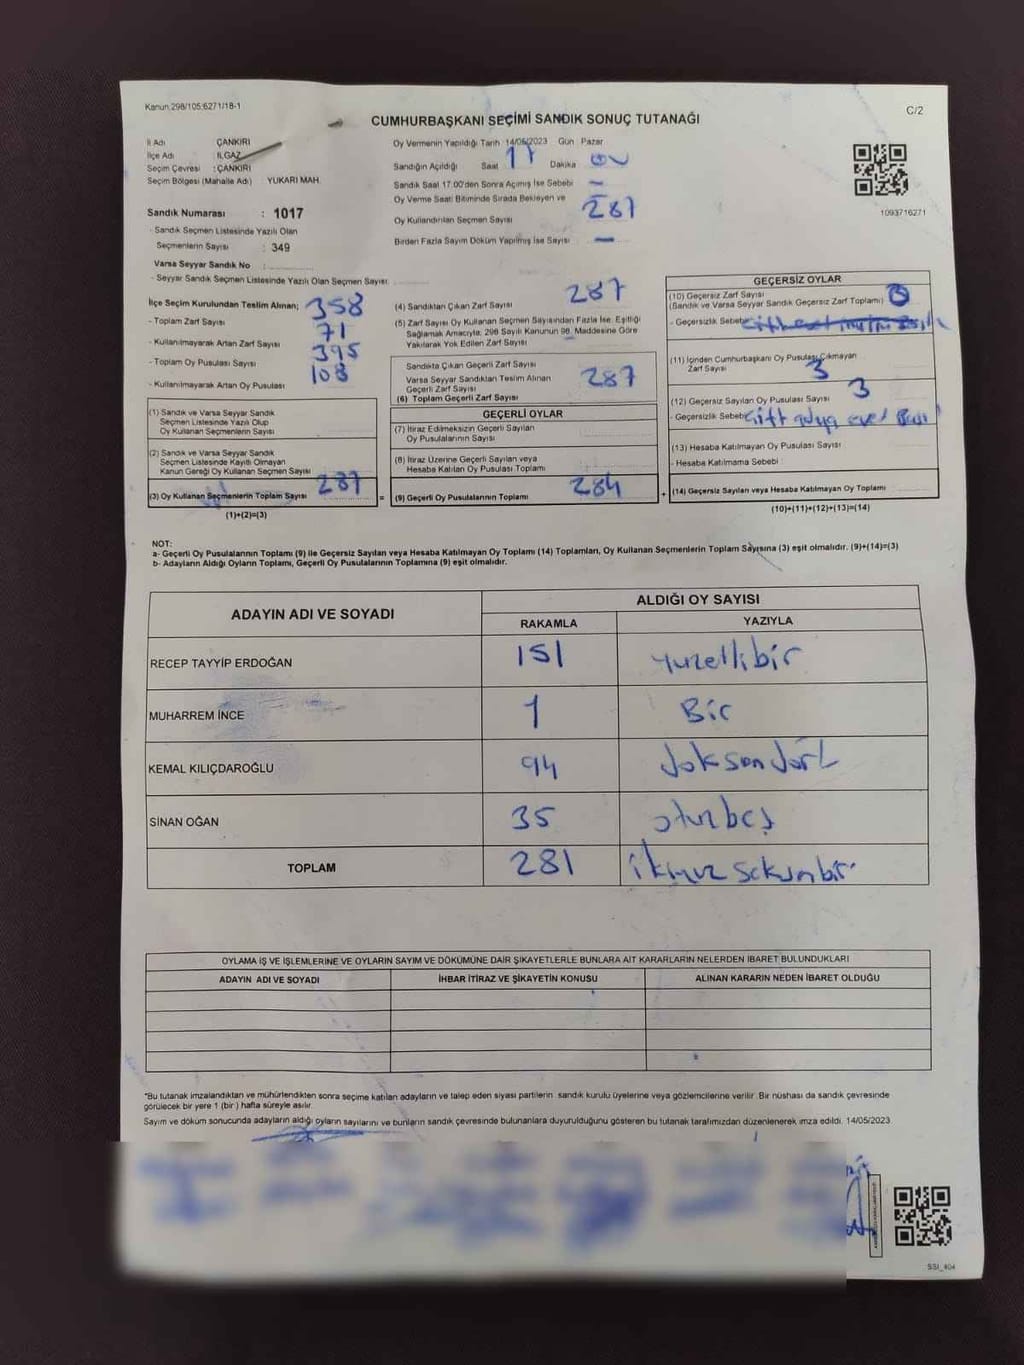 Kanun 298/105:6271/18-1
C/2
CUMHURBAŞKANI SEÇİMİ SANDIK SONUÇ TUTANAĞI
İl Adı ÇANKIRI
İlçe Adı ILGAZ
Seçim Çevresi : ÇANKIRI
Seçim Bölgesi (Mahalle Adı) YUKARI MAH.
Sandık Numarası : 1017
- Sandık Seçmen Listesinde Yazılı Olan
Seçmenlerin Sayısı : 349
Varsa Seyyar Sandık No
- Seyyar Sandık Seçmen Listesinde Yazılı Olan Seçmen Sayısı:
Oy Vermenin Yapıldığı Tarih 14/05/2023 Gün Pazar
Sandığın Açıldığı Saat 17 Dakika
Sandık Saat 17.00'den Sonra Açılmış İse Sebebi –
Oy Verme Saati Bitiminde Sırada Bekleyen ve
Oy Kullandırılan Seçmen Sayısı 287
Birden Fazla Sayım Döküm Yapılmış İse Sayısı –
1093716271
İlçe Seçim Kurulundan Teslim Alınan;
- Toplam Zarf Sayısı 358
- Kullanılmayarak Artan Zarf Sayısı 71
- Toplam Oy Pusulası Sayısı 395
- Kullanılmayarak Artan Oy Pusulası 108
(1) Sandık ve Varsa Seyyar Sandık
Seçmen Listesinde Yazılı Olup
Oy Kullanan Seçmenlerin Sayısı
(2) Sandık ve Varsa Seyyar Sandık
Seçmen Listesinde Kayıtlı Olmayan
Kanun Gereği Oy Kullanan Seçmen Sayısı
(3) Oy Kullanan Seçmenlerin Toplam Sayısı 287 =
(1)+(2)=(3)
(4) Sandıktan Çıkan Zarf Sayısı 287
(5) Zarf Sayısı Oy Kullanan Seçmen Sayısından Fazla İse, Eşitliği
Sağlamak Amacıyla, 298 Sayılı Kanunun 98. Maddesine Göre
Yakılarak Yok Edilen Zarf Sayısı
Sandıkta Çıkan Geçerli Zarf Sayısı
Varsa Seyyar Sandıktan Teslim Alınan
Geçerli Zarf Sayısı
(6) Toplam Geçerli Zarf Sayısı 287
GEÇERLİ OYLAR
(7) İtiraz Edilmeksizin Geçerli Sayılan
Oy Pusulalarının Sayısı
(8) İtiraz Üzerine Geçerli Sayılan veya
Hesaba Katılan Oy Pusulası Toplamı
(9) Geçerli Oy Pusulalarının Toplamı 284 +
GEÇERSİZ OYLAR
(10) Geçersiz Zarf Sayısı
(Sandık ve Varsa Seyyar Sandık Geçersiz Zarf Toplamı)
- Geçersizlik Sebebi
(11) İçinden Cumhurbaşkanı Oy Pusulası Çıkmayan
Zarf Sayısı 3
(12) Geçersiz Sayılan Oy Pusulası Sayısı 3
- Geçersizlik Sebebi Çift adaya evet
(13) Hesaba Katılmayan Oy Pusulası Sayısı
- Hesaba Katılmama Sebebi
(14) Geçersiz Sayılan veya Hesaba Katılmayan Oy Toplamı
(10)+(11)+(12)+(13)=(14)
NOT:
a- Geçerli Oy Pusulalarının Toplamı (9) ile Geçersiz Sayılan veya Hesaba Katılmayan Oy Toplamı (14) Toplamları, Oy Kullanan Seçmenlerin Toplam Sayısına (3) eşit olmalıdır. (9)+(14)=(3)
b- Adayların Aldığı Oyların Toplamı, Geçerli Oy Pusulalarının Toplamına (9) eşit olmalıdır.
ADAYIN ADI VE SOYADI ALDIĞI OY SAYISI
RAKAMLA YAZIYLA
RECEP TAYYİP ERDOĞAN 151 yüzellibir
MUHARREM İNCE 1 Bir
KEMAL KILIÇDAROĞLU 94 doksandört
SİNAN OĞAN 35 otuzbeş
TOPLAM 281 ikiyüz seksenbir
OYLAMA İŞ VE İŞLEMLERİNE VE OYLARIN SAYIM VE DÖKÜMÜNE DAİR ŞİKAYETLERLE BUNLARA AİT KARARLARIN NELERDEN İBARET BULUNDUKLARI
ADAYIN ADI VE SOYADI İHBAR İTİRAZ VE ŞİKAYETİN KONUSU ALINAN KARARIN NEDEN İBARET OLDUĞU
*Bu tutanak imzalandıktan ve mühürlendikten sonra seçime katılan adayların ve talep eden siyasi partilerin sandık kurulu üyelerine veya gözlemcilerine verilir. Bir nüshası da sandık çevresinde
görülecek bir yere 1 (bir) hafta süreyle asılır.
Sayım ve döküm sonucunda adayların aldığı oyların sayılarını ve bunların sandık çevresinde bulunanlara duyurulduğunu gösteren bu tutanak tarafımızdan düzenlenerek imza edildi. 14/05/2023
SSI_404